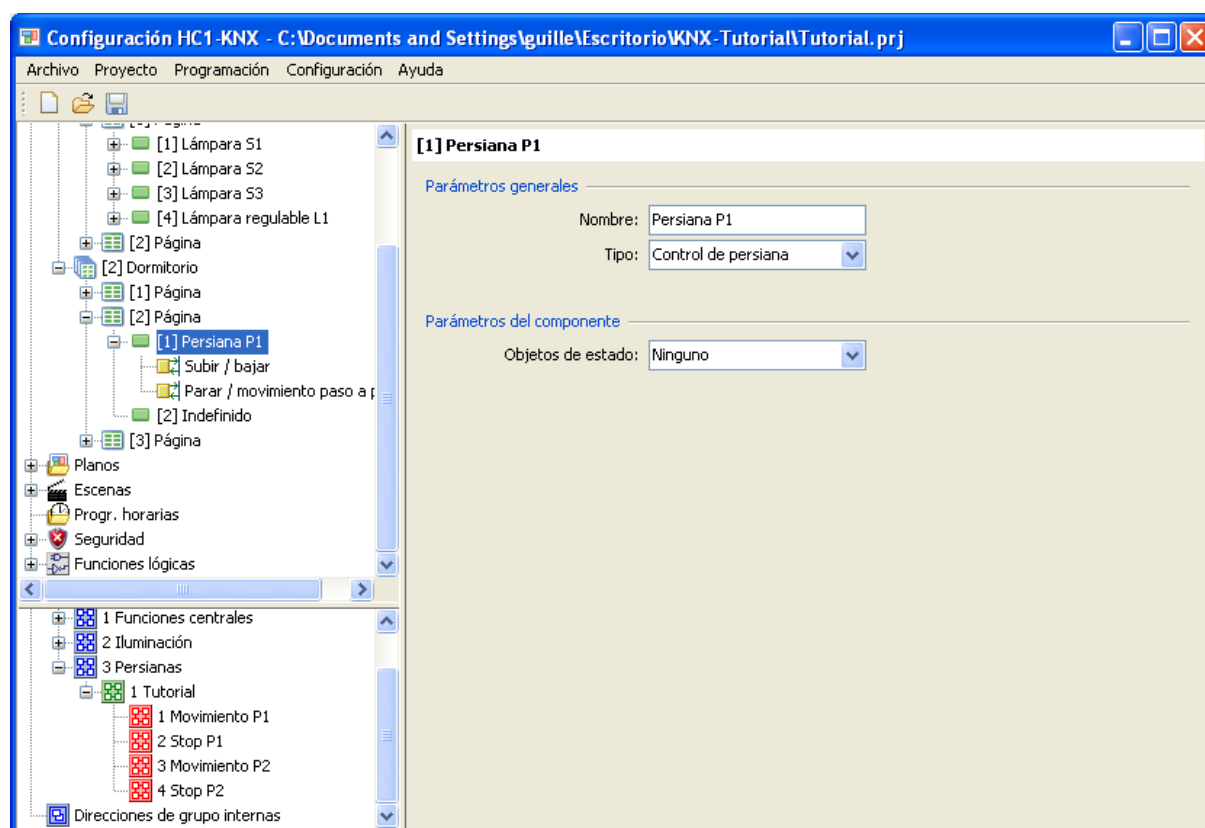 Configuración HC1-KNX - C:\Documents and Settings\guille\Escritorio\KNX-Tutorial\Tutorial.prj
Archivo Proyecto Programación Configuración Ayuda
[1] Lámpara S1
[2] Lámpara S2
[3] Lámpara S3
[4] Lámpara regulable L1
[2] Página
[2] Dormitorio
[1] Página
[2] Página
[1] Persiana P1
Subir / bajar
Parar / movimiento paso a
[2] Indefinido
[3] Página
Planos
Escenas
Progr. horarias
Seguridad
Funciones lógicas
1 Funciones centrales
2 Iluminación
3 Persianas
1 Tutorial
1 Movimiento P1
2 Stop P1
3 Movimiento P2
4 Stop P2
Direcciones de grupo internas
[1] Persiana P1
Parámetros generales
Nombre: Persiana P1
Tipo: Control de persiana
Parámetros del componente
Objetos de estado: Ninguno